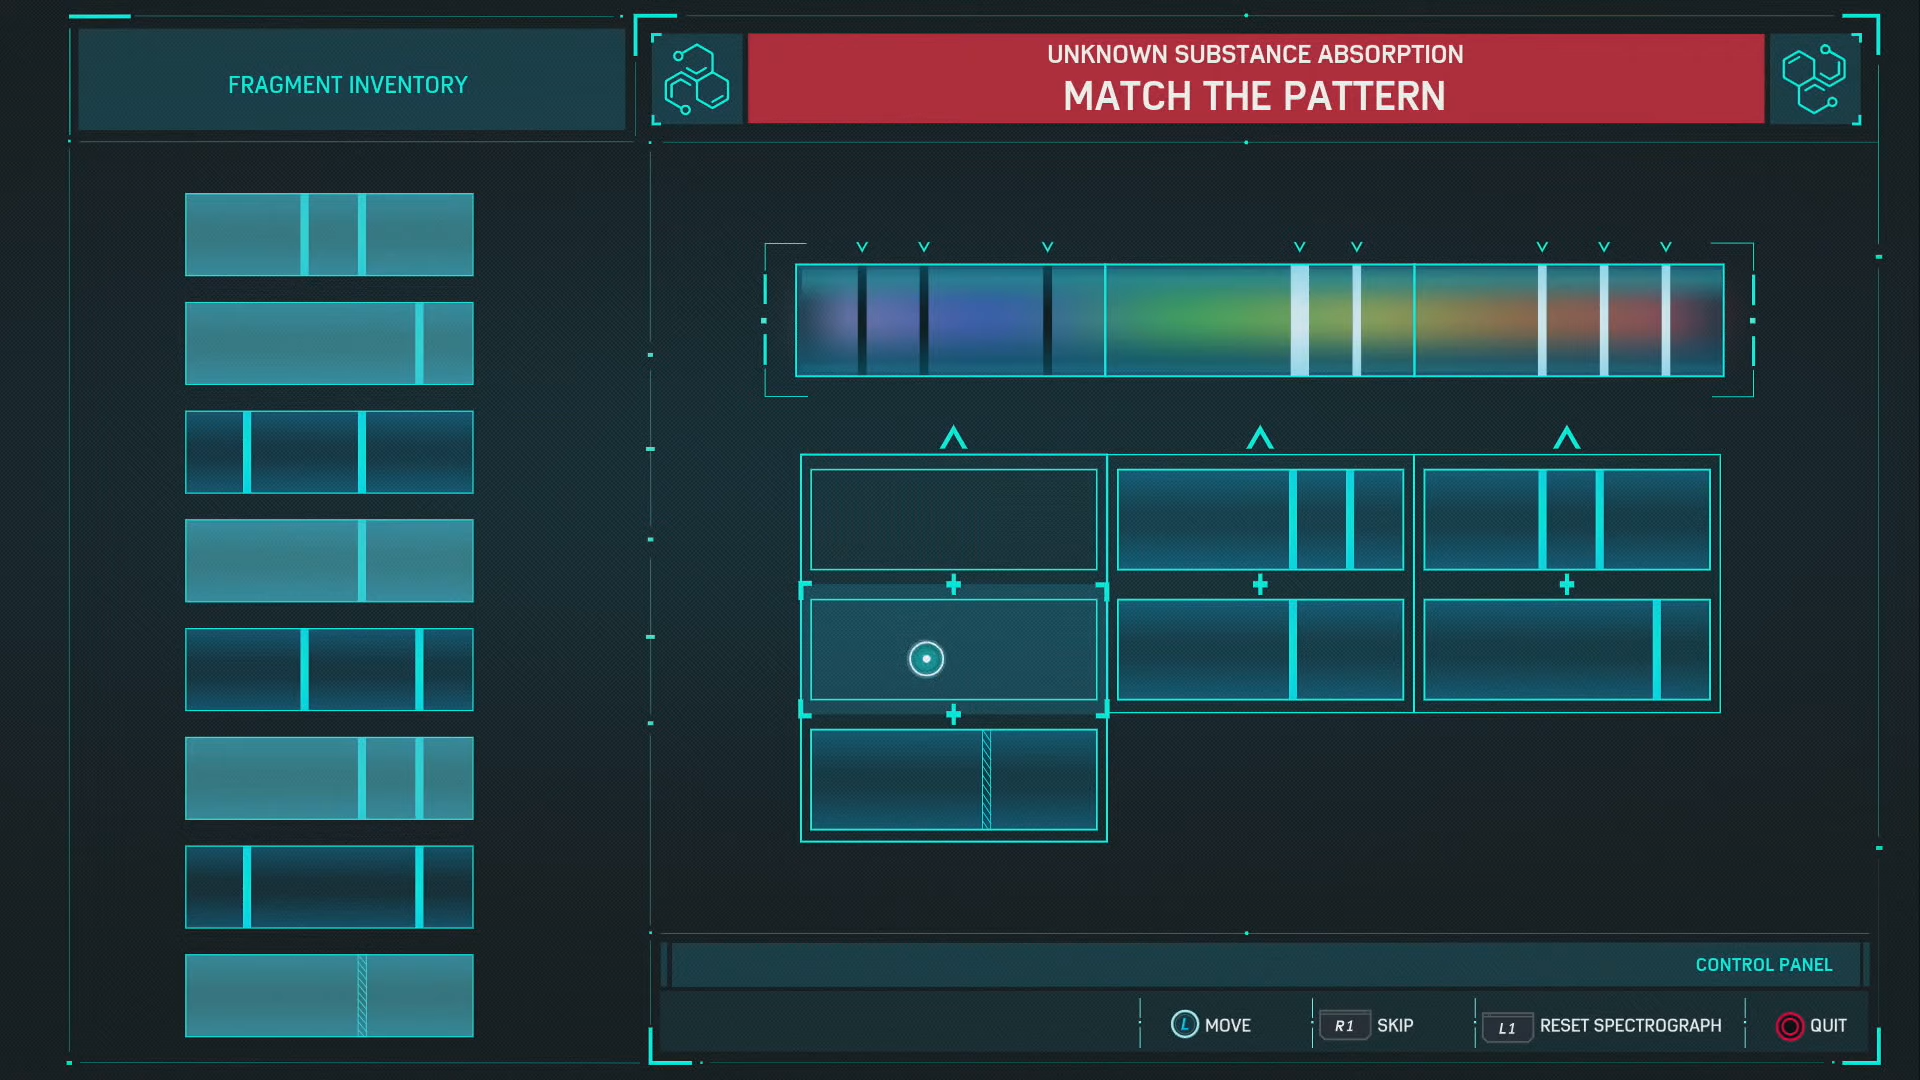 FRAGMENT INVENTORY
UNKNOWN SUBSTANCE ABSORPTION
MATCH THE PATTERN
CONTROL PANEL
L MOVE
R1 SKIP
L1 RESET SPECTROGRAPH
QUIT